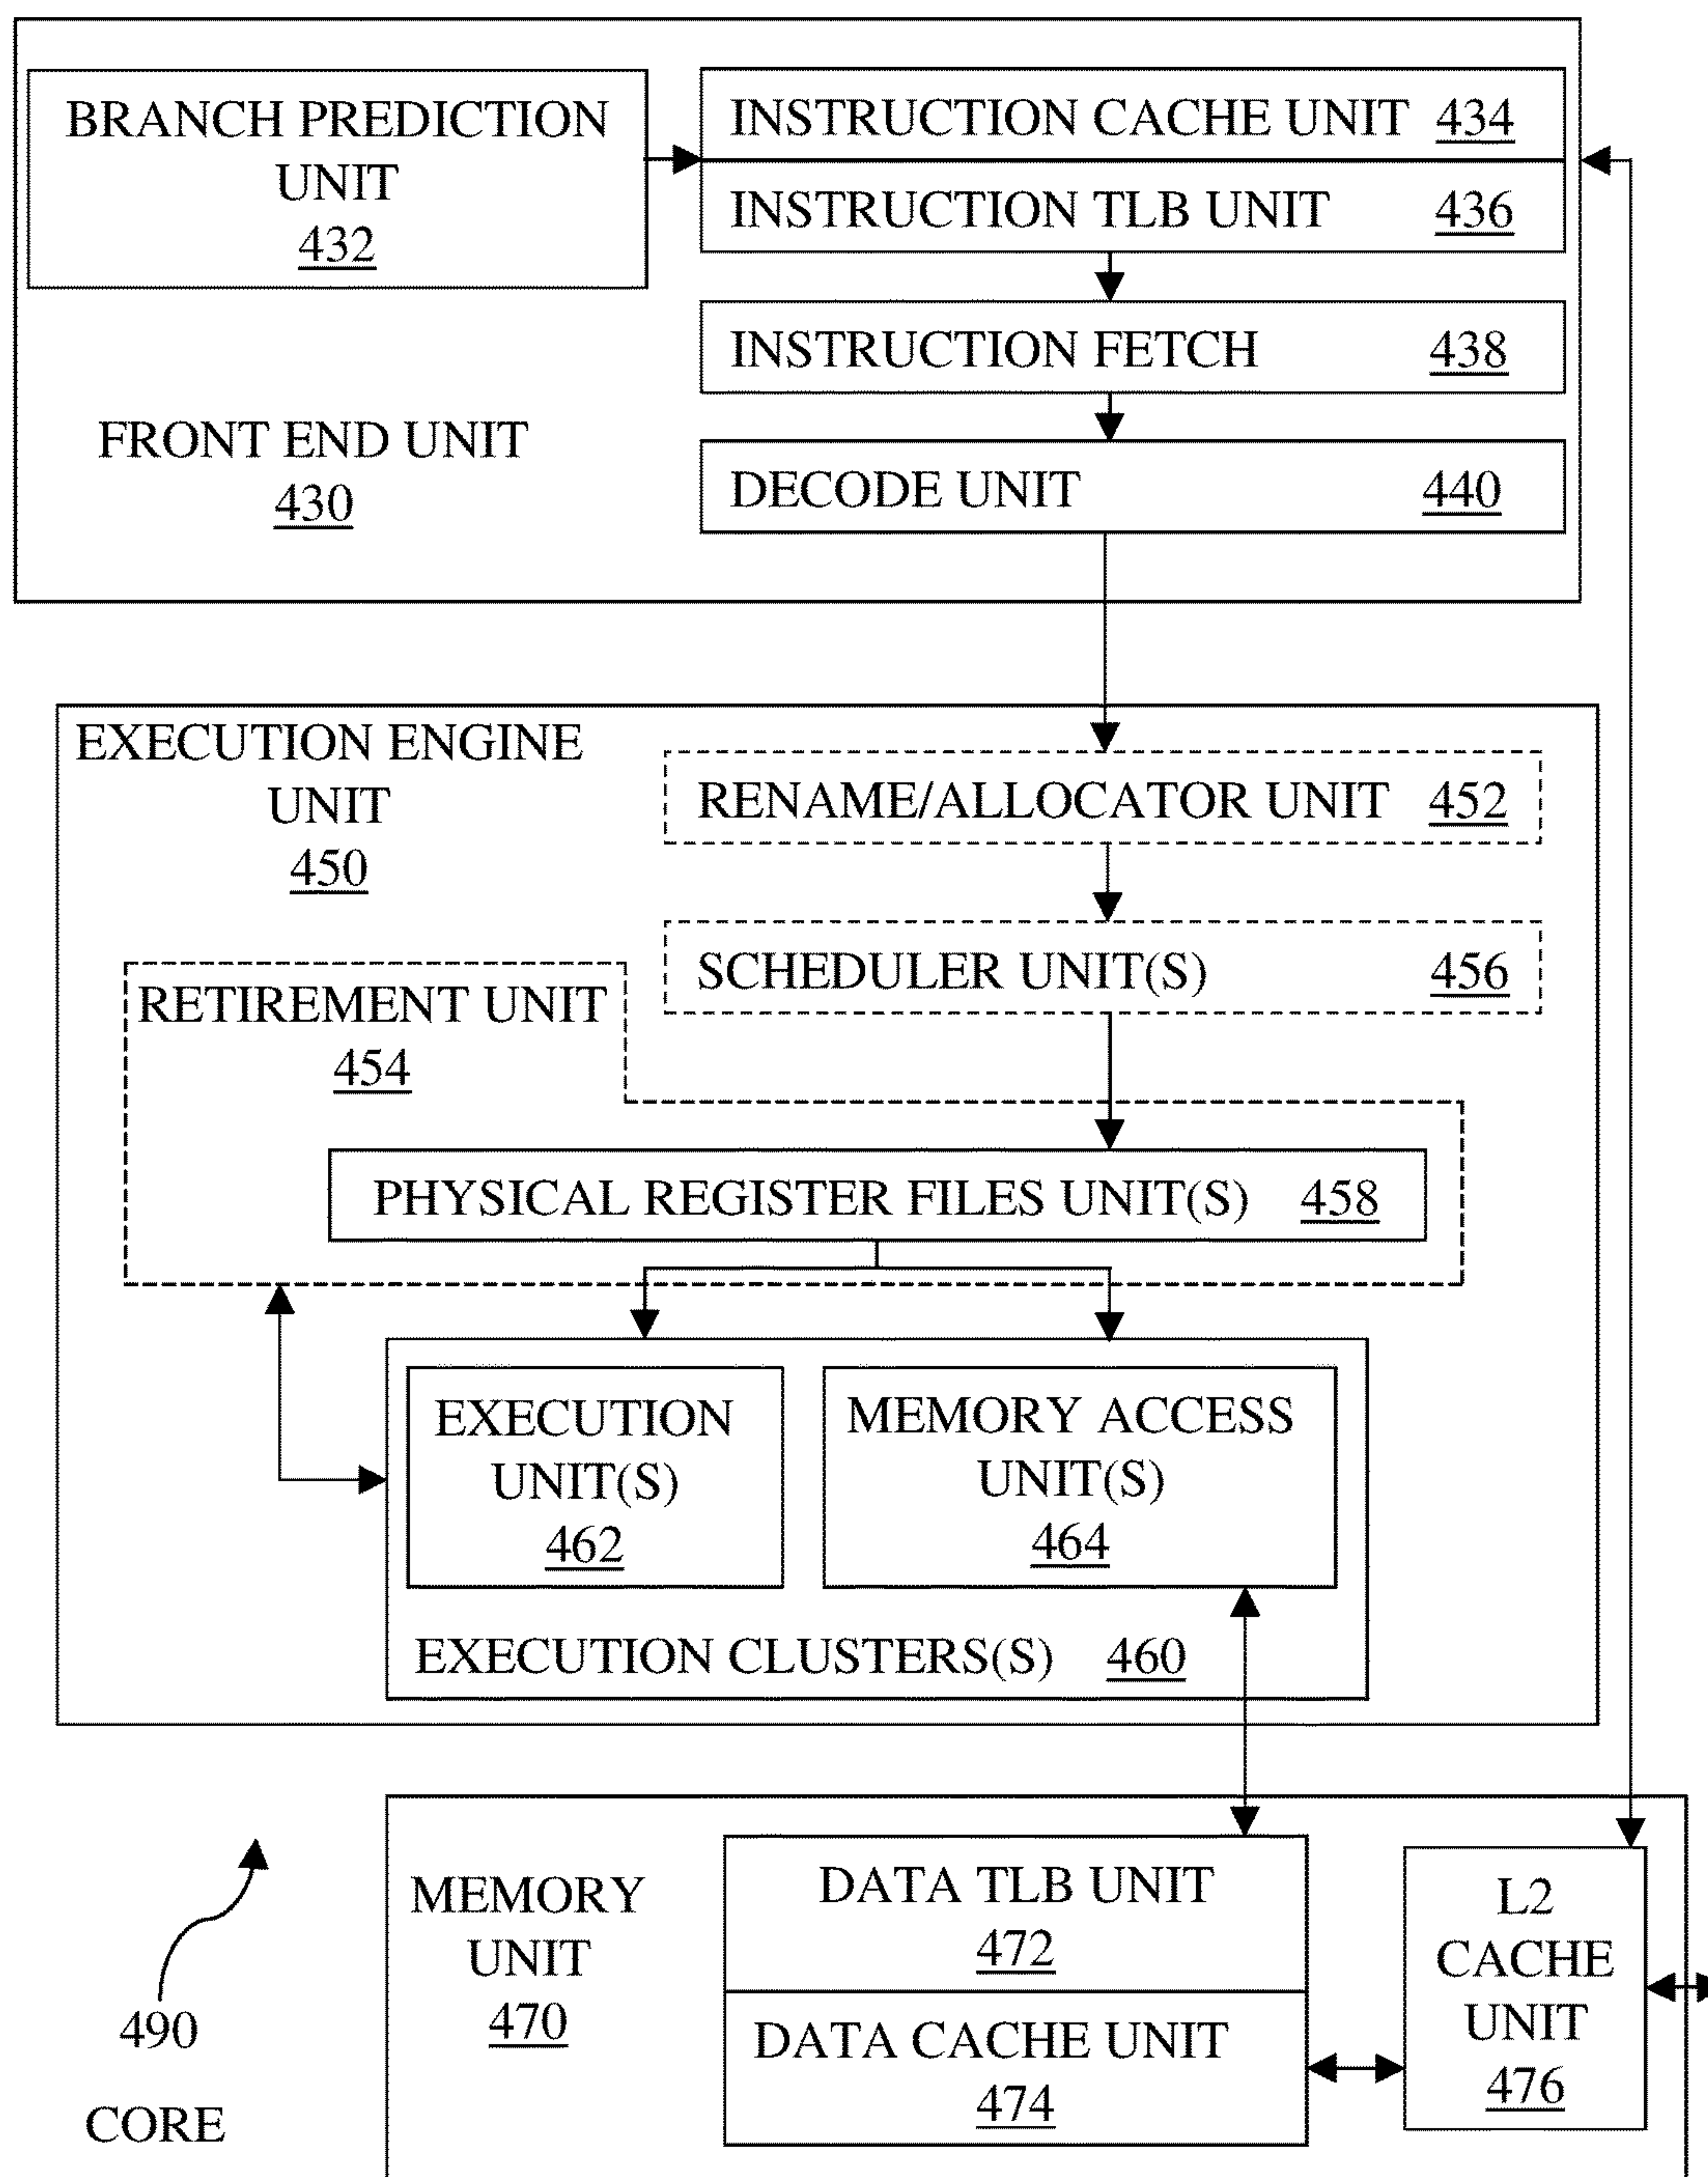 BRANCH PREDICTION
UNIT
432
INSTRUCTION CACHE UNIT 434
INSTRUCTION TLB UNIT 436
INSTRUCTION FETCH 438
FRONT END UNIT
430
DECODE UNIT 440
EXECUTION ENGINE
UNIT
450
RENAME/ALLOCATOR UNIT 452
SCHEDULER UNIT(S) 456
RETIREMENT UNIT
454
PHYSICAL REGISTER FILES UNIT(S) 458
EXECUTION
UNIT(S)
462
MEMORY ACCESS
UNIT(S)
464
EXECUTION CLUSTERS(S) 460
MEMORY
UNIT
470
DATA TLB UNIT
472
DATA CACHE UNIT
474
L2
CACHE
UNIT
476
490
CORE